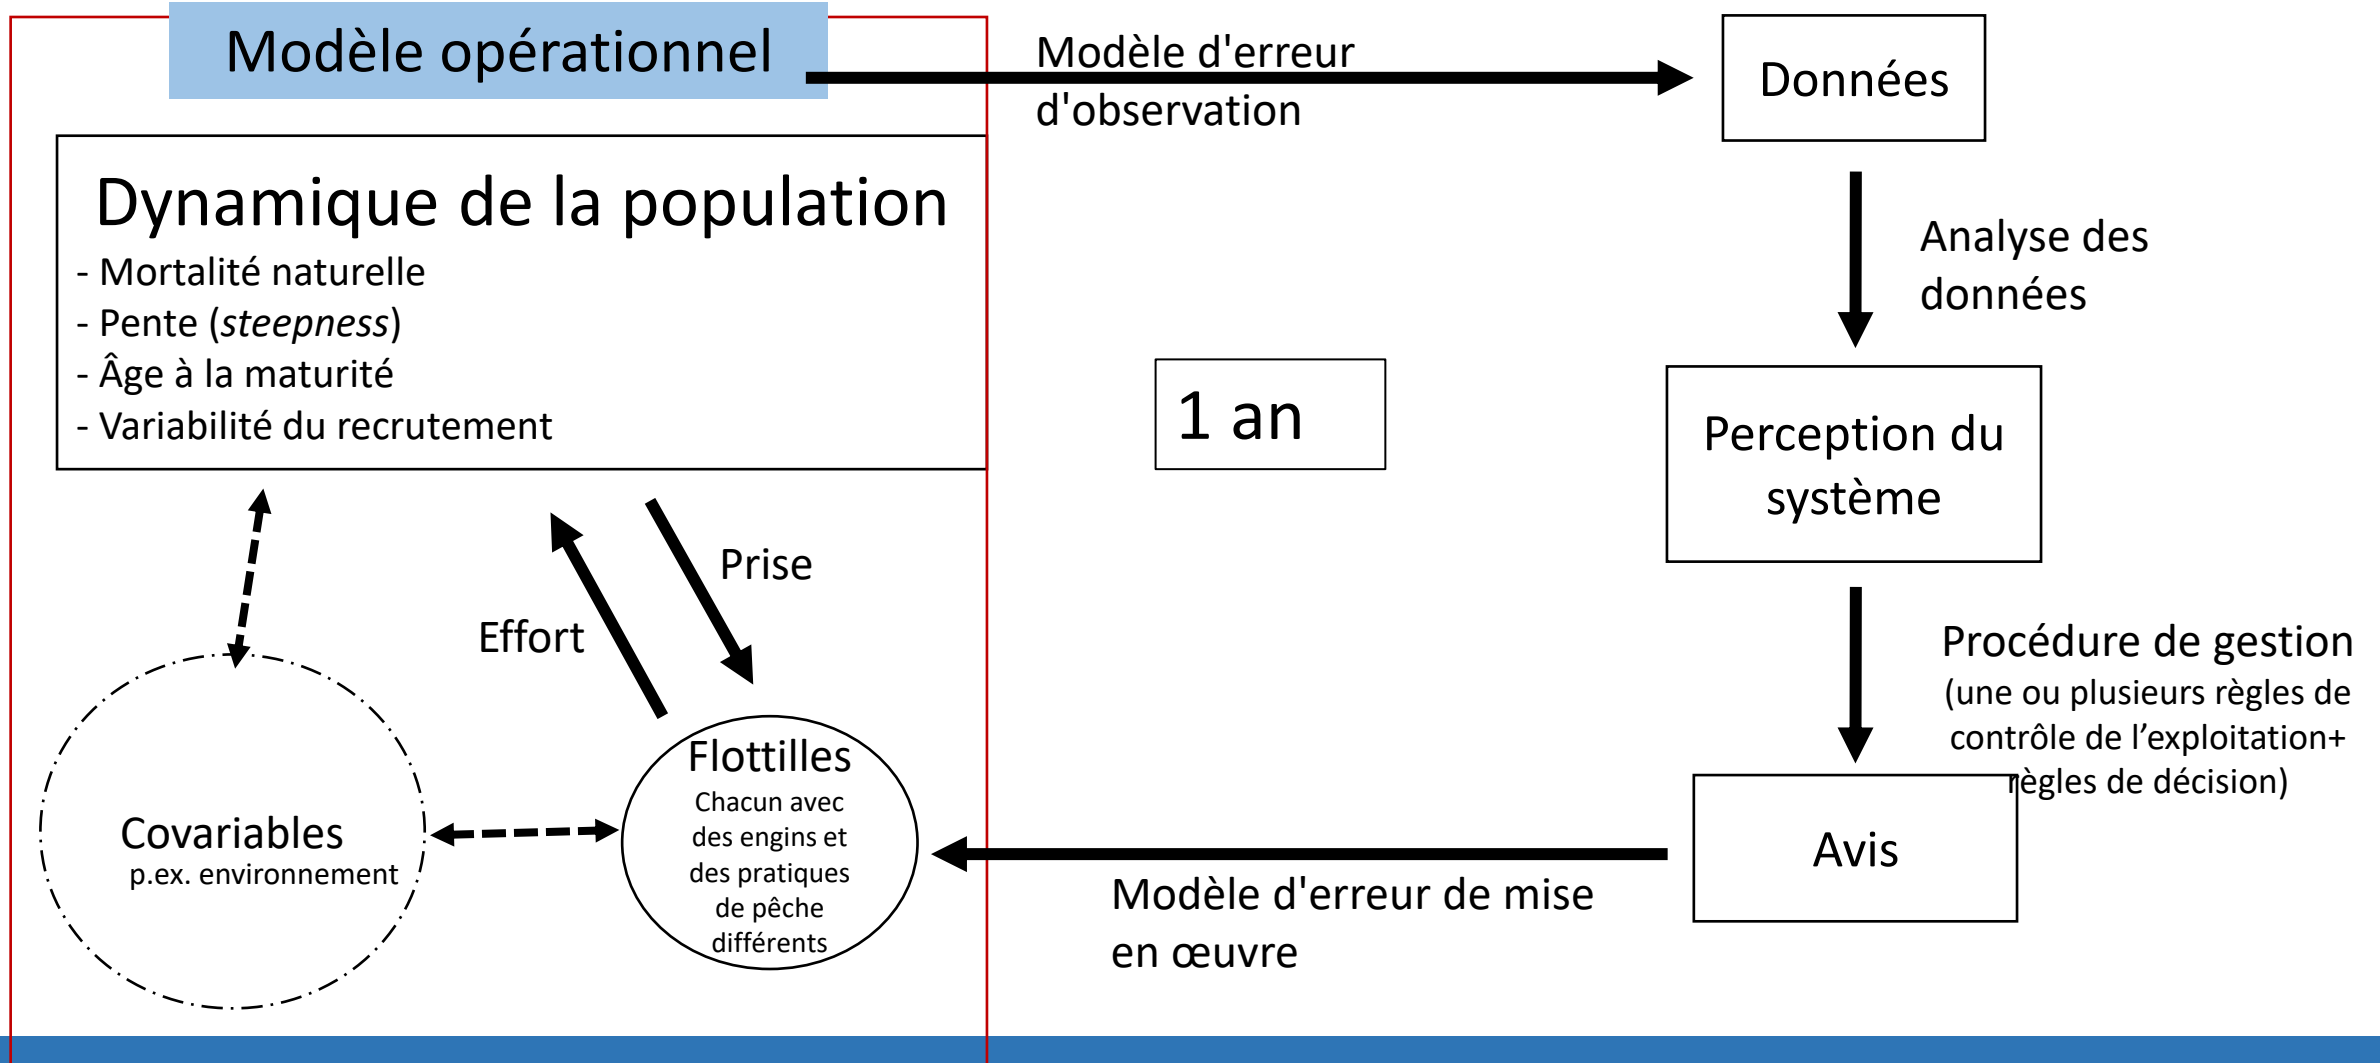 Modèle opérationnel
Modèle d'erreur
d'observation
Données
Dynamique de la population
- Mortalité naturelle
- Pente (steepness)
- Âge à la maturité
- Variabilité du recrutement
Analyse des
données
1 an
Perception du
système
Prise
Effort
Procédure de gestion
(une ou plusieurs règles de
contrôle de l’exploitation+
règles de décision)
Flottilles
Chacun avec
des engins et
des pratiques
de pêche
différents
Covariables
p.ex. environnement
Avis
Modèle d'erreur de mise
en œuvre